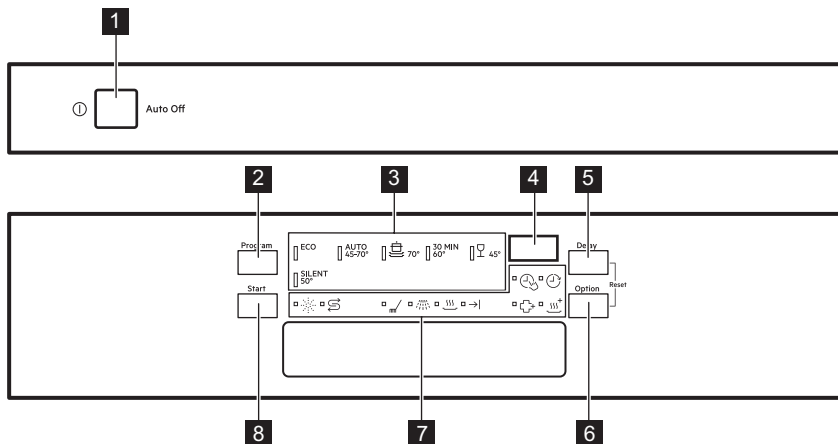 1
Auto Off
2
3
4
5
Program
ECO
AUTO
45-70°
70°
30 MIN
60°
45°
Delay
SILENT
50°
Start
Option
Reset
8
7
6